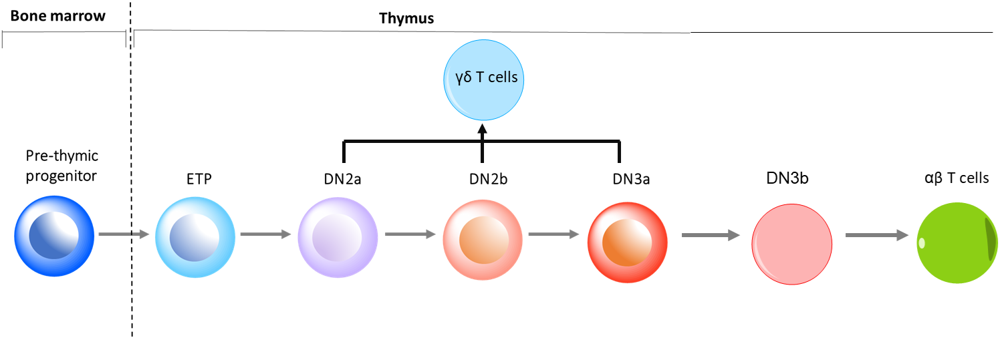 Bone marrow
Thymus
γδ T cells
Pre-thymic
progenitor
ETP
DN2a
DN2b
DN3a
DN3b
αβ T cells